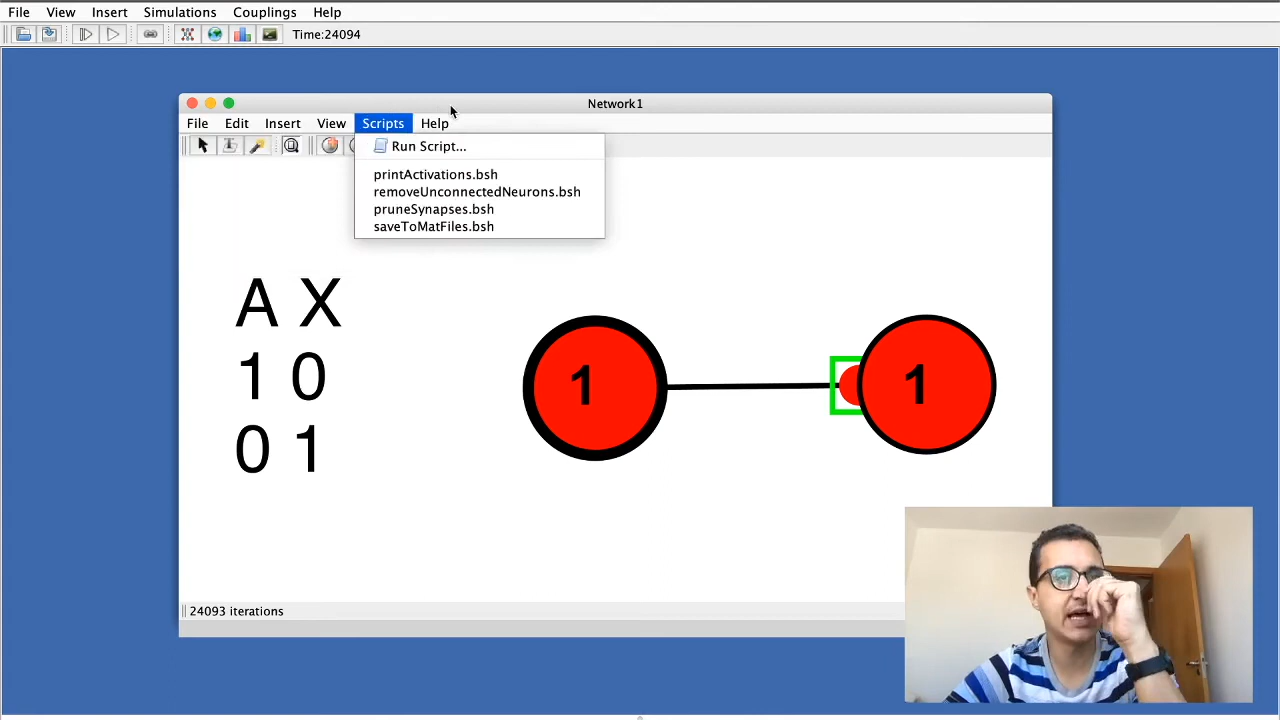 File View Insert Simulations Couplings Help
Time:24094
Network1
File Edit Insert View Scripts Help
Run Script...
printActivations.bsh
removeUnconnectedNeurons.bsh
pruneSynapses.bsh
saveToMatFiles.bsh
A X
1 0
0 1
1
1
24093 iterations